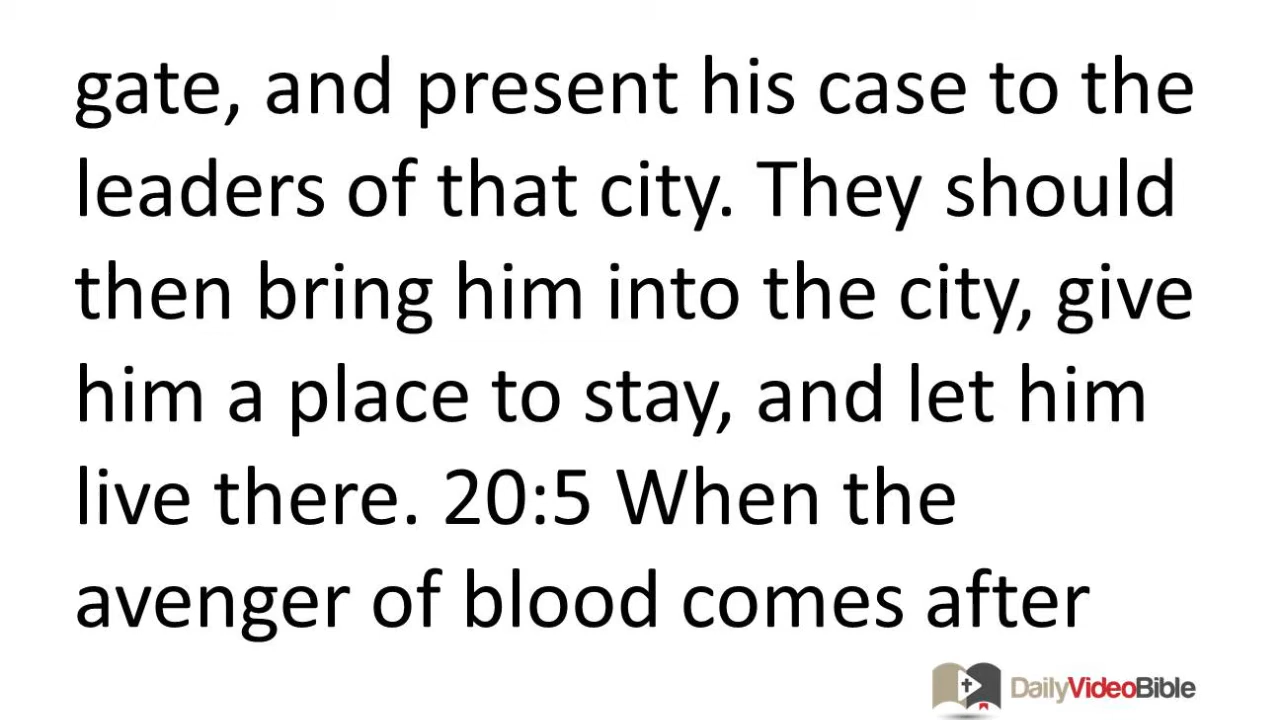 gate, and present his case to the
leaders of that city. They should
then bring him into the city, give
him a place to stay, and let him
live there. 20:5 When the
avenger of blood comes after
DailyVideoBible